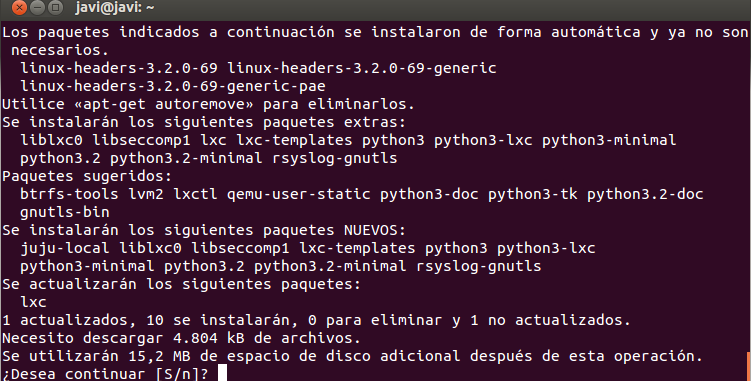 javi@javi: ~
Los paquetes indicados a continuación se instalaron de forma automática y ya no son
necesarios.
linux-headers-3.2.0-69 linux-headers-3.2.0-69-generic
linux-headers-3.2.0-69-generic-pae
Utilice «apt-get autoremove» para eliminarlos.
Se instalarán los siguientes paquetes extras:
liblxc0 libseccomp1 lxc lxc-templates python3 python3-lxc python3-minimal
python3.2 python3.2-minimal rsyslog-gnutls
Paquetes sugeridos:
btrfs-tools lvm2 lxctl qemu-user-static python3-doc python3-tk python3.2-doc
gnutls-bin
Se instalarán los siguientes paquetes NUEVOS:
juju-local liblxc0 libseccomp1 lxc-templates python3 python3-lxc
python3-minimal python3.2 python3.2-minimal rsyslog-gnutls
Se actualizarán los siguientes paquetes:
lxc
1 actualizados, 10 se instalarán, 0 para eliminar y 1 no actualizados.
Necesito descargar 4.804 kB de archivos.
Se utilizarán 15,2 MB de espacio de disco adicional después de esta operación.
¿Desea continuar [S/n]?